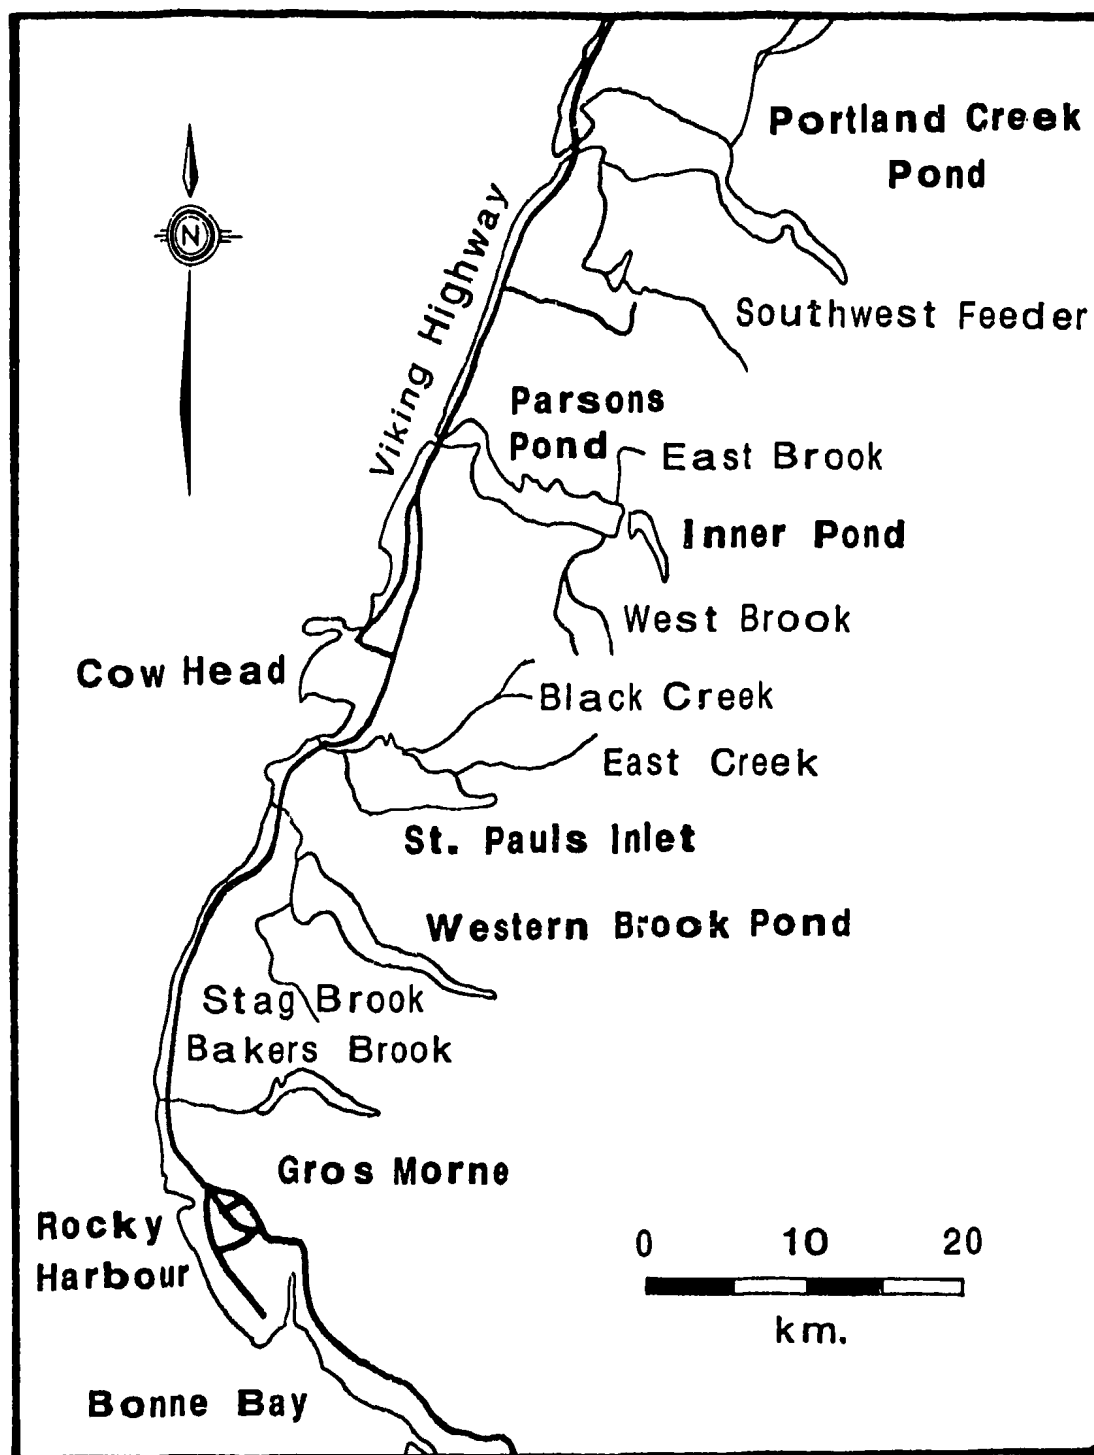 Portland Creek
Pond
N
Viking Highway
Southwest Feeder
Parsons
Pond
East Brook
Inner Pond
West Brook
Cow Head
Black Creek
East Creek
St. Pauls Inlet
Western Brook Pond
Stag Brook
Bakers Brook
Gros Morne
Rocky
Harbour
0 10 20
km.
Bonne Bay